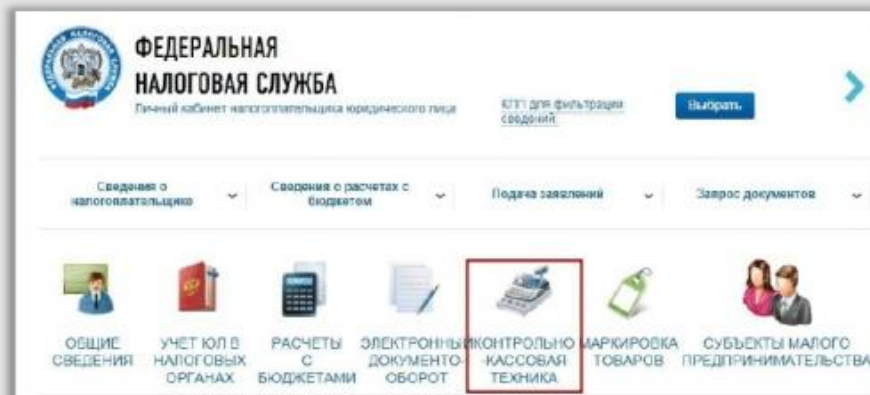 ФЕДЕРАЛЬНАЯ
НАЛОГОВАЯ СЛУЖБА
Личный кабинет налогоплательщика юридического лица
КПП для фильтрации
сведений
Выбрать
Сведения о
налогоплательщике
Сведения о расчетах с
бюджетом
Подача заявлений
Запрос документов
ОБЩИЕ
СВЕДЕНИЯ
УЧЕТ ЮЛ В
НАЛОГОВЫХ
ОРГАНАХ
РАСЧЕТЫ
С
БЮДЖЕТАМИ
ЭЛЕКТРОННЫЙ
ДОКУМЕНТО-
ОБОРОТ
КОНТРОЛЬНО
-КАССОВАЯ
ТЕХНИКА
МАРКИРОВКА
ТОВАРОВ
СУБЪЕКТЫ МАЛОГО
ПРЕДПРИНИМАТЕЛЬСТВА